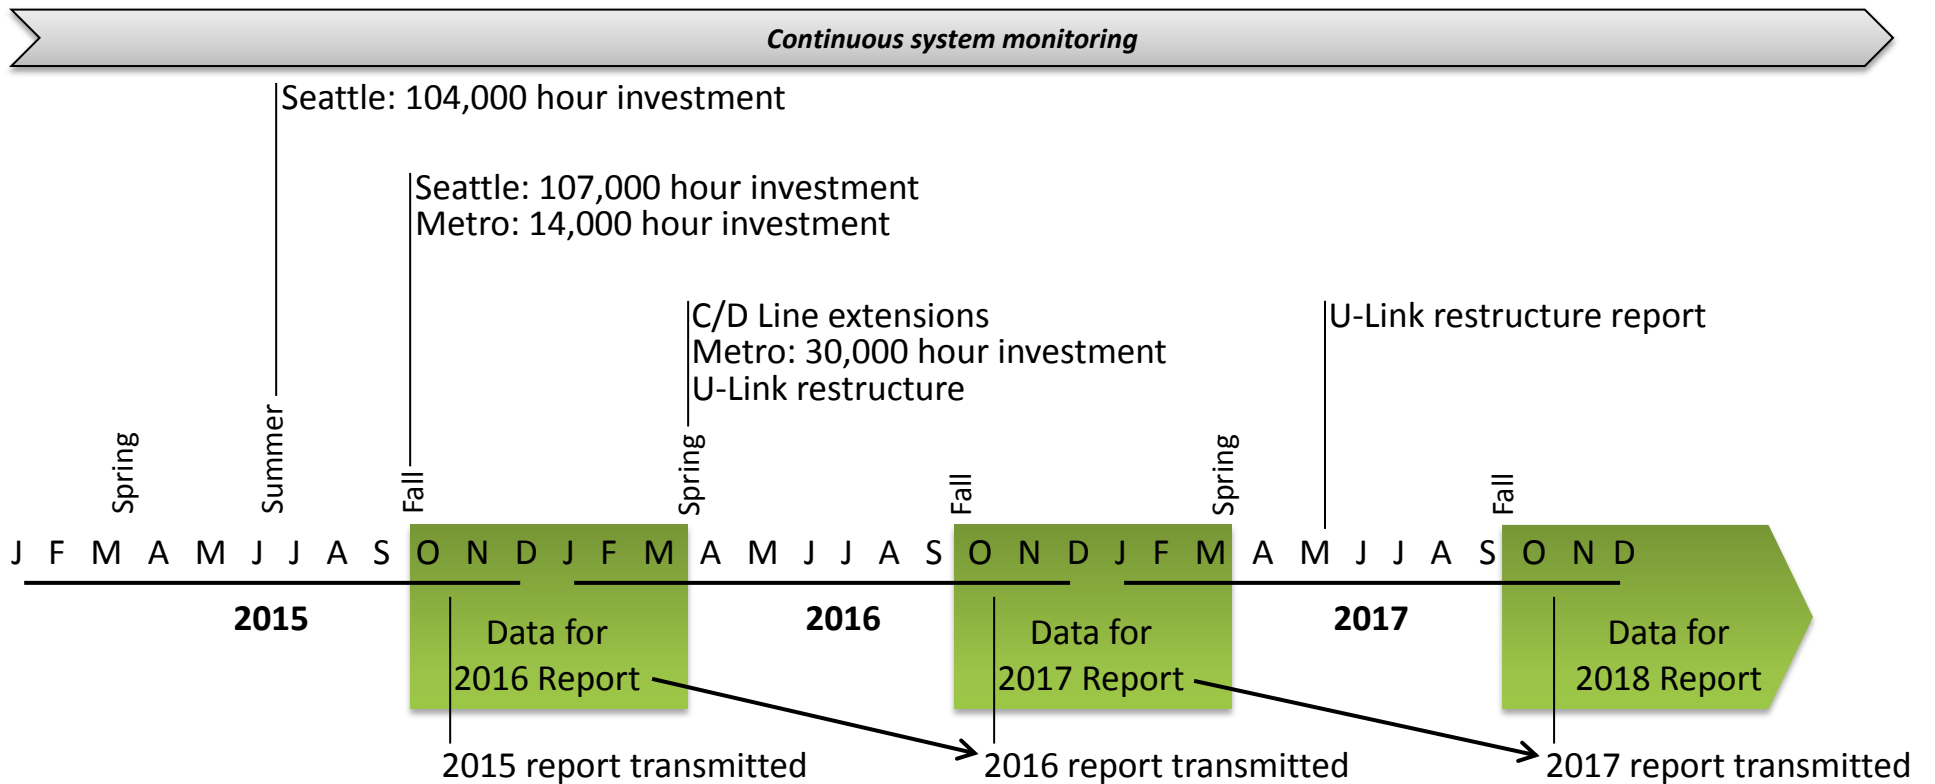 Continuous system monitoring
Seattle: 104,000 hour investment
Seattle: 107,000 hour investment
Metro: 14,000 hour investment
C/D Line extensions
Metro: 30,000 hour investment
U-Link restructure
U-Link restructure report
Spring
Summer
Fall
Spring
Fall
Spring
Fall
J F M A M J J A S O N D J F M A M J J A S O N D J F M A M J J A S O N D
2015
2016
2017
Data for
2016 Report
Data for
2017 Report
Data for
2018 Report
2015 report transmitted
2016 report transmitted
2017 report transmitted